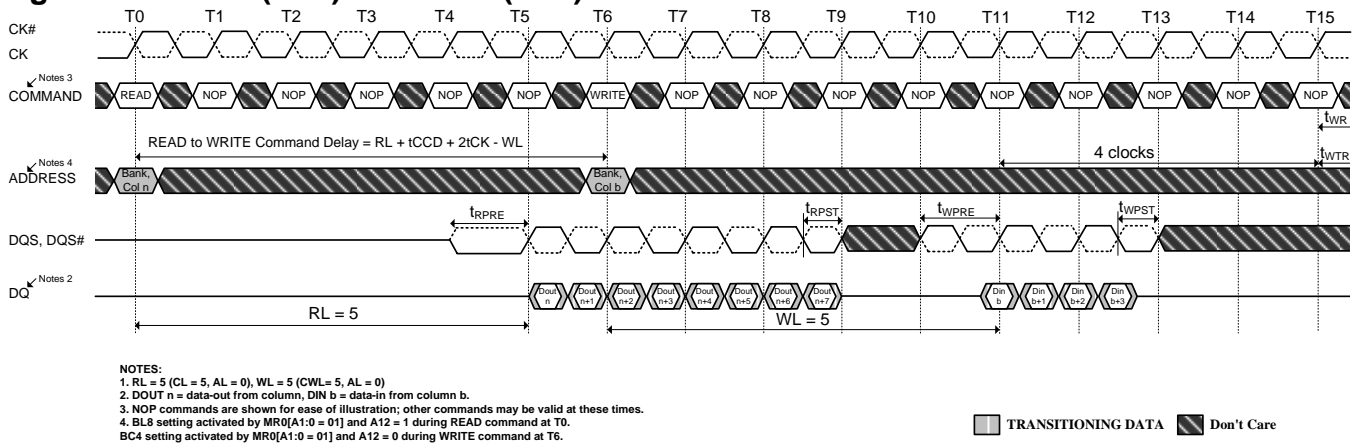 T0 T1 T2 T3 T4 T5 T6 T7 T8 T9 T10 T11 T12 T13 T14 T15
CK#
CK
Notes 3
COMMAND
READ NOP NOP NOP NOP NOP WRITE NOP NOP NOP NOP NOP NOP NOP NOP NOP
tWR
READ to WRITE Command Delay = RL + tCCD + 2tCK - WL
4 clocks
tWTR
Notes 4
ADDRESS
Bank, Col n
Bank, Col b
tRPRE
tRPST
tWPRE
tWPST
DQS, DQS#
Notes 2
DQ
Dout n
Dout n+1
Dout n+2
Dout n+3
Dout n+4
Dout n+5
Dout n+6
Dout n+7
Din b
Din b+1
Din b+2
Din b+3
RL = 5
WL = 5
NOTES:
1. RL = 5 (CL = 5, AL = 0), WL = 5 (CWL= 5, AL = 0)
2. DOUT n = data-out from column, DIN b = data-in from column b.
3. NOP commands are shown for ease of illustration; other commands may be valid at these times.
4. BL8 setting activated by MR0[A1:0 = 01] and A12 = 1 during READ command at T0.
BC4 setting activated by MR0[A1:0 = 01] and A12 = 0 during WRITE command at T6.
TRANSITIONING DATA
Don't Care